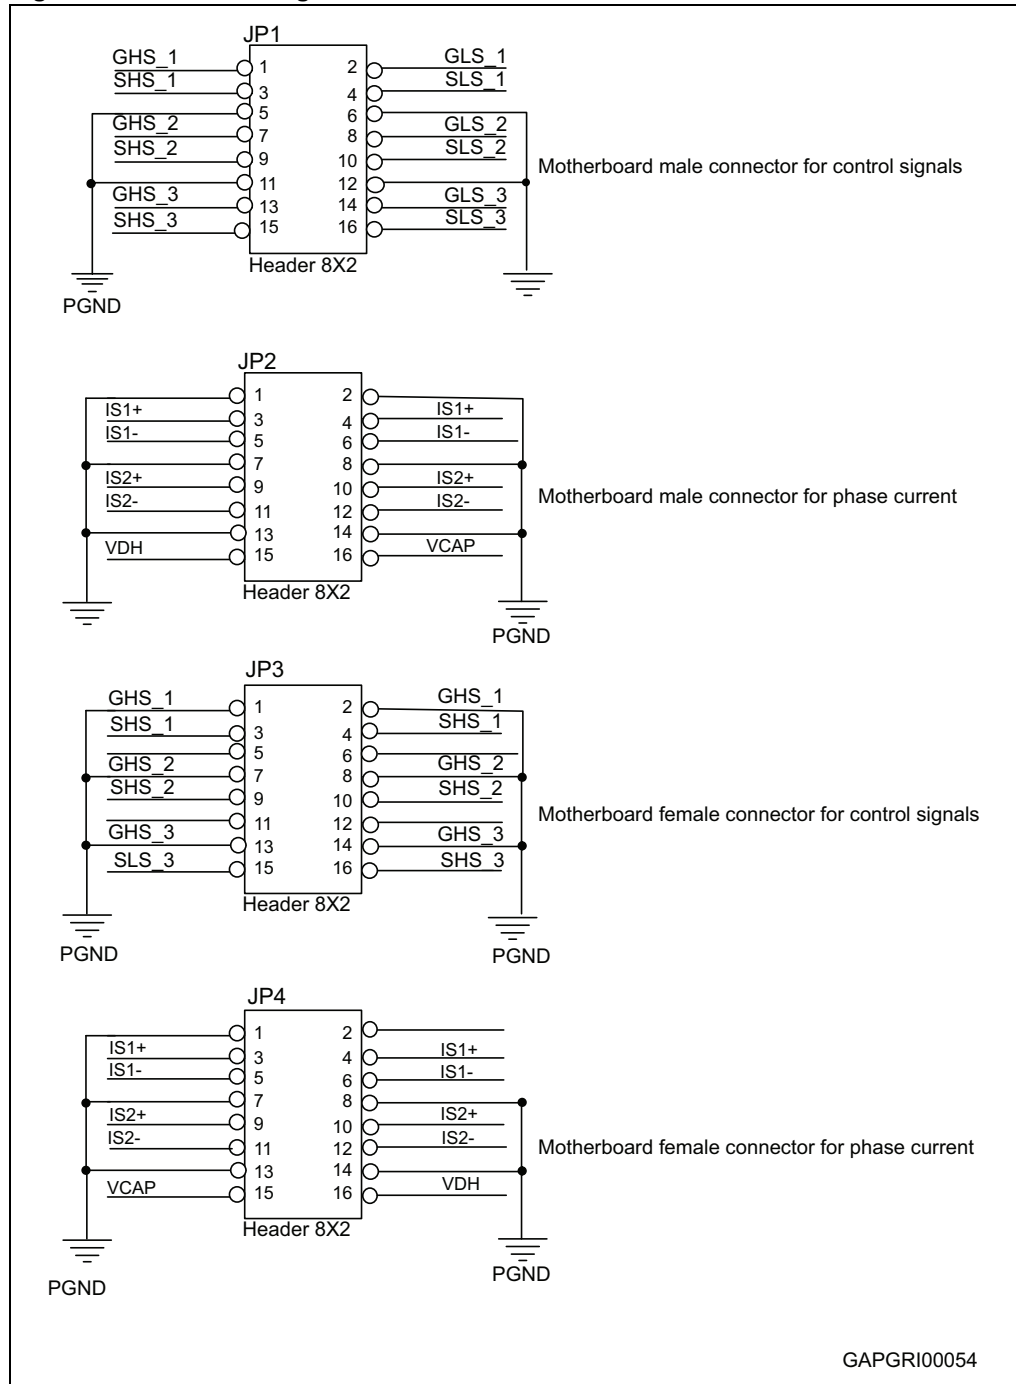 JP1
GHS_1 1 2 GLS_1
SHS_1 3 4 SLS_1
5 6
GHS_2 7 8 GLS_2
SHS_2 9 10 SLS_2
Motherboard male connector for control signals
11 12
GHS_3 13 14 GLS_3
SHS_3 15 16 SLS_3
Header 8X2
PGND
JP2
1 2
IS1+ 3 4 IS1+
IS1- 5 6 IS1-
7 8
IS2+ 9 10 IS2+
Motherboard male connector for phase current
IS2- 11 12
IS2-
13 14
VDH 15 16 VCAP
Header 8X2
PGND
JP3
GHS_1 1 2 GHS_1
SHS_1 3 4 SHS_1
5 6
GHS_2 7 8 GHS_2
SHS_2 9 10 SHS_2
Motherboard female connector for control signals
11 12
GHS_3 13 14 GHS_3
SLS_3 15 16 SHS_3
Header 8X2
PGND PGND
JP4
1 2
IS1+ 3 4 IS1+
IS1- 5 6 IS1-
7 8
IS2+ 9 10 IS2+
IS2- 11 12 IS2-
Motherboard female connector for phase current
13 14
VCAP 15 16 VDH
Header 8X2
PGND
PGND
GAPGRI00054